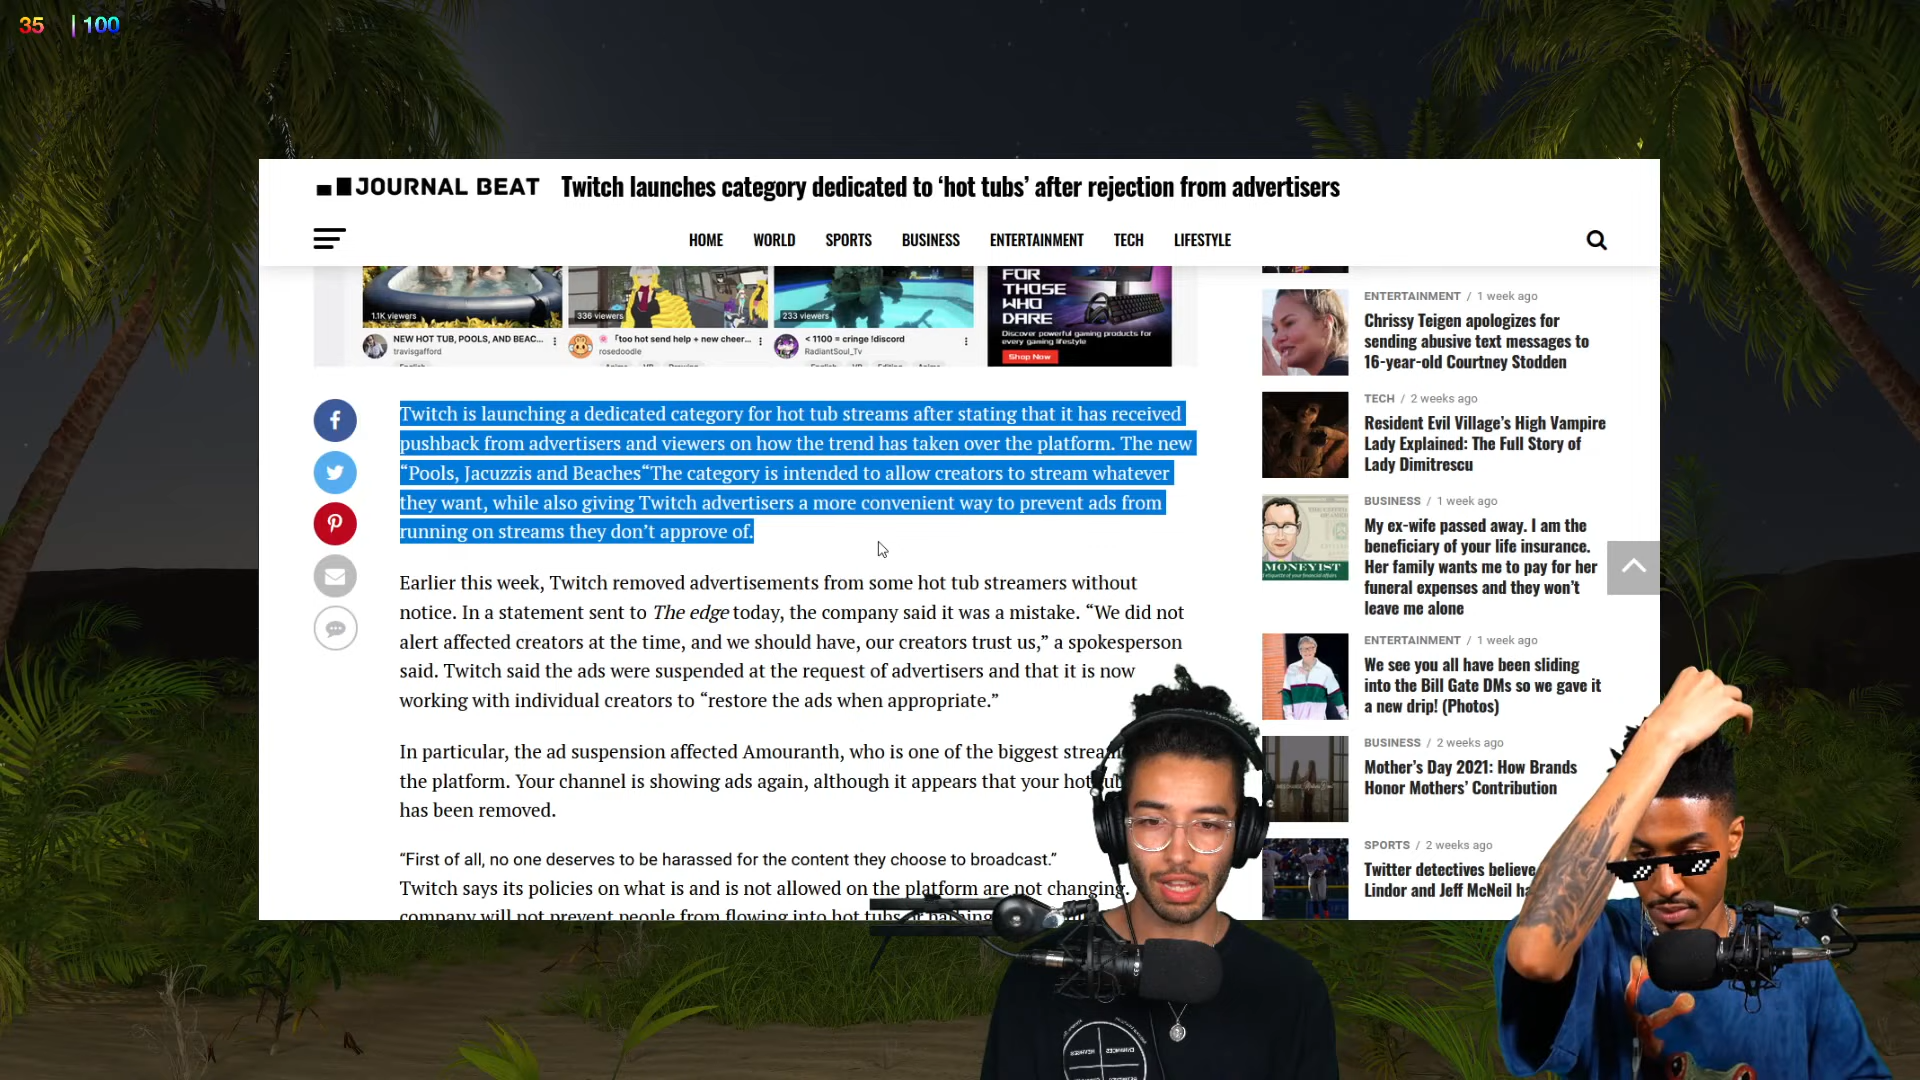 35 | 100
JOURNAL BEAT
Twitch launches category dedicated to ‘hot tubs’ after rejection from advertisers
HOME WORLD SPORTS BUSINESS ENTERTAINMENT TECH LIFESTYLE
1.1K viewers
NEW HOT TUB, POOLS, AND BEAC...
travisgafford
English
336 viewers
Too hot send help + new cheer...
rosedoodle
233 viewers
< 1100 = cringe !discord
RadiantSoul_Tv
FOR
THOSE
WHO
DARE
Discover powerful gaming products for
every gaming lifestyle
Shop Now
Twitch is launching a dedicated category for hot tub streams after stating that it has received
pushback from advertisers and viewers on how the trend has taken over the platform. The new
“Pools, Jacuzzis and Beaches“The category is intended to allow creators to stream whatever
they want, while also giving Twitch advertisers a more convenient way to prevent ads from
running on streams they don’t approve of.
Earlier this week, Twitch removed advertisements from some hot tub streamers without
notice. In a statement sent to The edge today, the company said it was a mistake. “We did not
alert affected creators at the time, and we should have, our creators trust us,” a spokesperson
said. Twitch said the ads were suspended at the request of advertisers and that it is now
working with individual creators to “restore the ads when appropriate.”
In particular, the ad suspension affected Amouranth, who is one of the biggest
the platform. Your channel is showing ads again, although it appears that your hot
has been removed.
“First of all, no one deserves to be harassed for the content they choose to broadcast.”
Twitch says its policies on what is and is not allowed on the platform are not changing.
company will not prevent people from flowing into hot tubs or
ENTERTAINMENT / 1 week ago
Chrissy Teigen apologizes for
sending abusive text messages to
16-year-old Courtney Stodden
TECH / 2 weeks ago
Resident Evil Village’s High Vampire
Lady Explained: The Full Story of
Lady Dimitrescu
MONEYIST
BUSINESS / 1 week ago
My ex-wife passed away. I am the
beneficiary of your life insurance.
Her family wants me to pay for her
funeral expenses and they won’t
leave me alone
ENTERTAINMENT / 1 week ago
We see you all have been sliding
into the Bill Gate DMs so we gave it
a new drip! (Photos)
BUSINESS / 2 weeks ago
Mother’s Day 2021: How Brands
Honor Mothers’ Contribution
SPORTS / 2 weeks ago
Twitter detectives believe
Lindor and Jeff McNeil